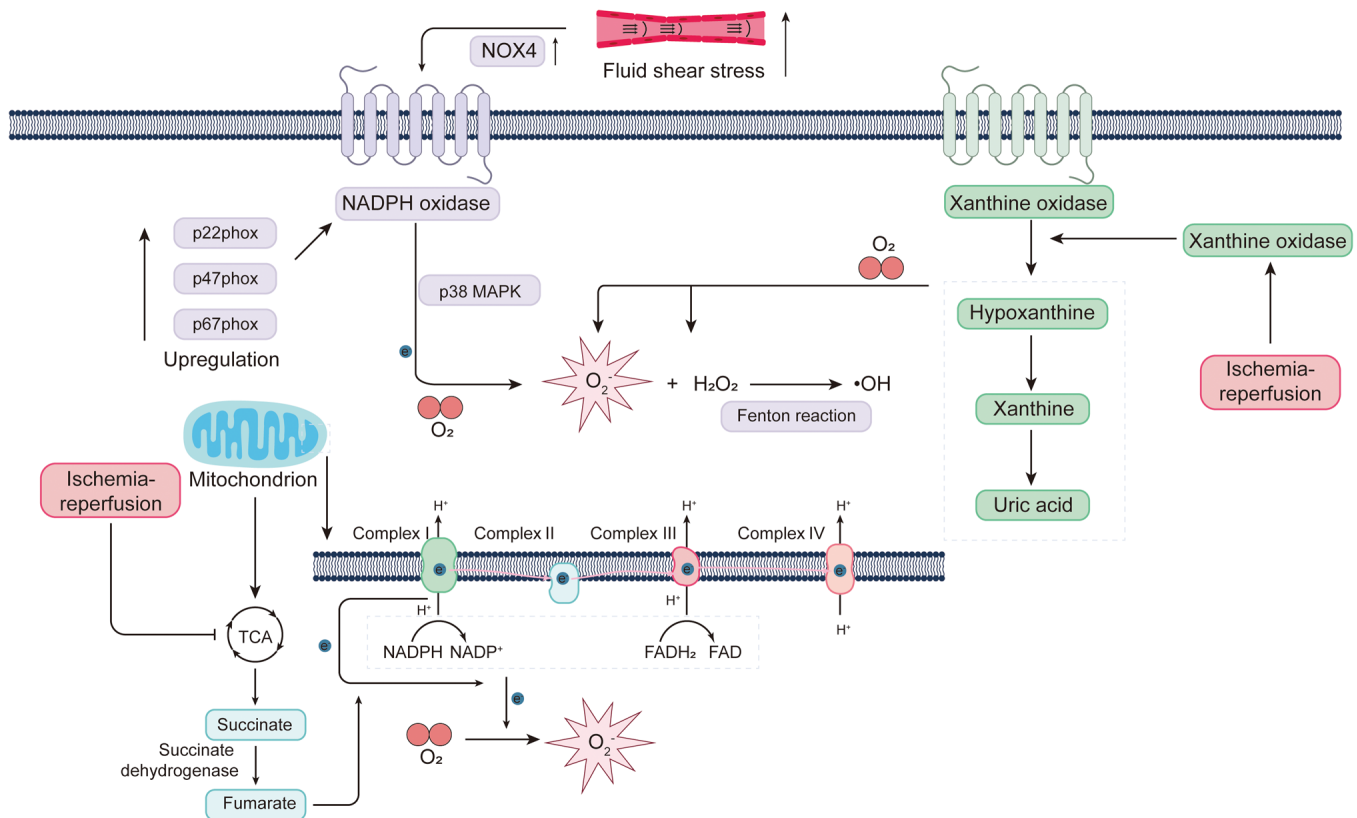 NOX4
Fluid shear stress
NADPH oxidase
p22phox
p47phox
p67phox
Upregulation
p38 MAPK
e
O₂
O₂⁻
+
H₂O₂
•OH
Fenton reaction
O₂
Xanthine oxidase
Xanthine oxidase
Hypoxanthine
Xanthine
Uric acid
Ischemia-
reperfusion
Mitochondrion
Ischemia-
reperfusion
TCA
Succinate
Succinate
dehydrogenase
Fumarate
H⁺
H⁺
H⁺
Complex I
Complex II
Complex III
Complex IV
e
e
e
e
H⁺
H⁺
H⁺
NADPH
NADP⁺
FADH₂
FAD
e
e
O₂
O₂⁻